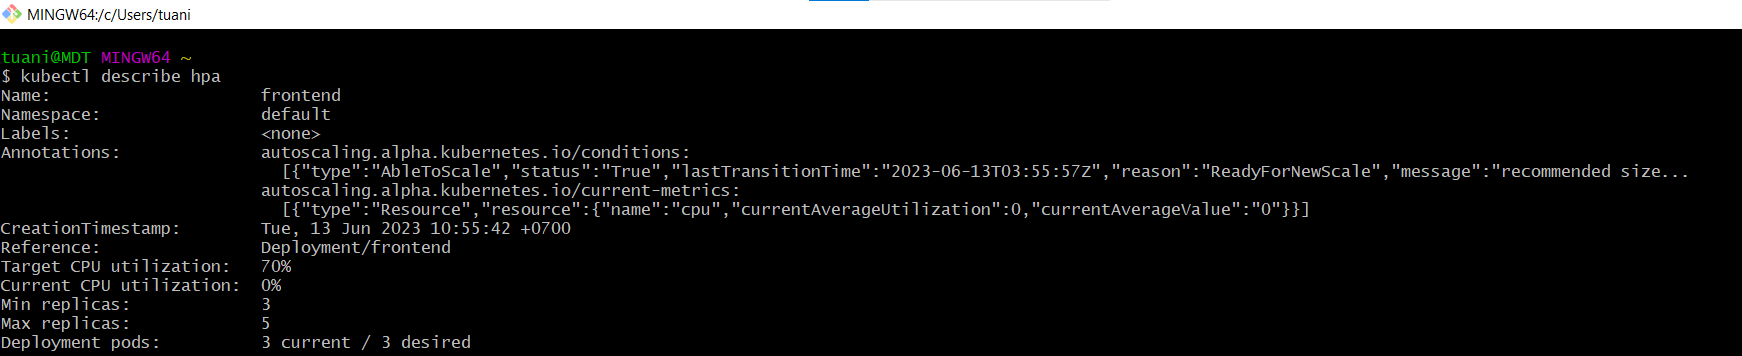 MINGW64:/c/Users/tuani
tuani@MDT MINGW64 ~
$ kubectl describe hpa
Name: frontend
Namespace: default
Labels: <none>
Annotations: autoscaling.alpha.kubernetes.io/conditions:
[{"type":"AbleToScale","status":"True","lastTransitionTime":"2023-06-13T03:55:57Z","reason":"ReadyForNewScale","message":"recommended size...
autoscaling.alpha.kubernetes.io/current-metrics:
[{"type":"Resource","resource":{"name":"cpu","currentAverageUtilization":0,"currentAverageValue":"0"}}]
CreationTimestamp: Tue, 13 Jun 2023 10:55:42 +0700
Reference: Deployment/frontend
Target CPU utilization: 70%
Current CPU utilization: 0%
Min replicas: 3
Max replicas: 5
Deployment pods: 3 current / 3 desired